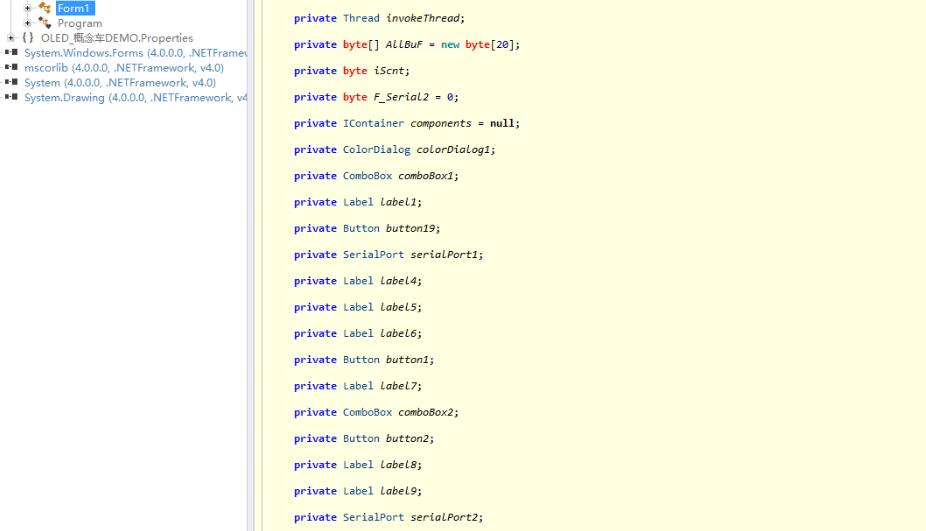 Form1
Program
{} OLED_概念车DEMO.Properties
System.Windows.Forms (4.0.0.0, .NETFramew
mscorlib (4.0.0.0, .NETFramework, v4.0)
System (4.0.0.0, .NETFramework, v4.0)
System.Drawing (4.0.0.0, .NETFramework, v4
private Thread invokeThread;
private byte[] AllBuF = new byte[20];
private byte iScnt;
private byte F_Serial2 = 0;
private IContainer components = null;
private ColorDialog colorDialog1;
private ComboBox comboBox1;
private Label label1;
private Button button19;
private SerialPort serialPort1;
private Label label4;
private Label label5;
private Label label6;
private Button button1;
private Label label7;
private ComboBox comboBox2;
private Button button2;
private Label label8;
private Label label9;
private SerialPort serialPort2;